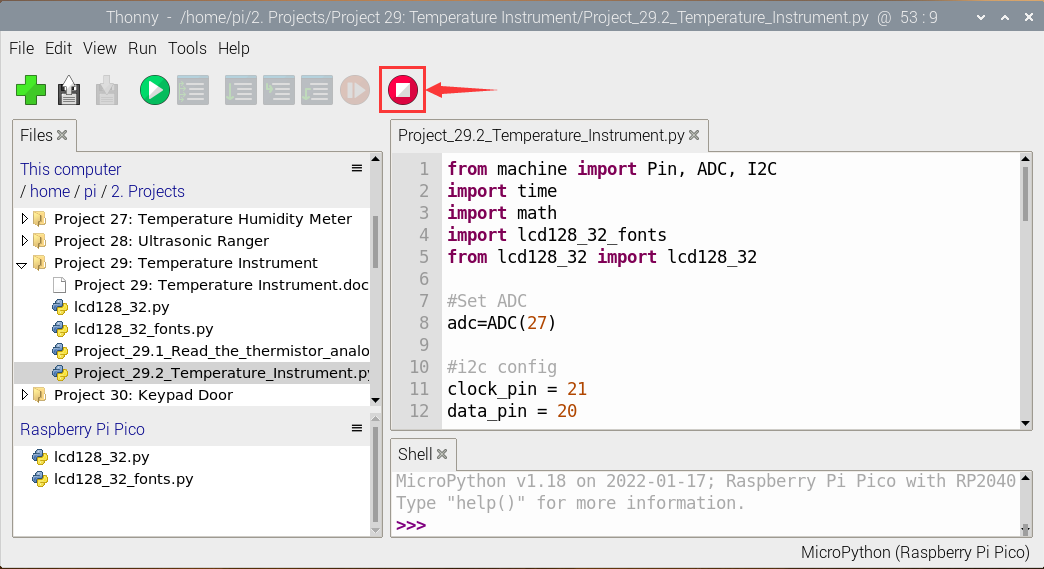 Thonny - /home/pi/2. Projects/Project 29: Temperature Instrument/Project_29.2_Temperature_Instrument.py @ 53 : 9
File Edit View Run Tools Help
Files
This computer
/ home / pi / 2. Projects
Project 27: Temperature Humidity Meter
Project 28: Ultrasonic Ranger
Project 29: Temperature Instrument
Project 29: Temperature Instrument.doc
lcd128_32.py
lcd128_32_fonts.py
Project_29.1_Read_the_thermistor_analo
Project_29.2_Temperature_Instrument.py
Project 30: Keypad Door
Raspberry Pi Pico
lcd128_32.py
lcd128_32_fonts.py
Project_29.2_Temperature_Instrument.py
1 from machine import Pin, ADC, I2C
2 import time
3 import math
4 import lcd128_32_fonts
5 from lcd128_32 import lcd128_32
6
7 #Set ADC
8 adc=ADC(27)
9
10 #i2c config
11 clock_pin = 21
12 data_pin = 20
Shell
MicroPython v1.18 on 2022-01-17; Raspberry Pi Pico with RP2040
Type "help()" for more information.
>>>
MicroPython (Raspberry Pi Pico)